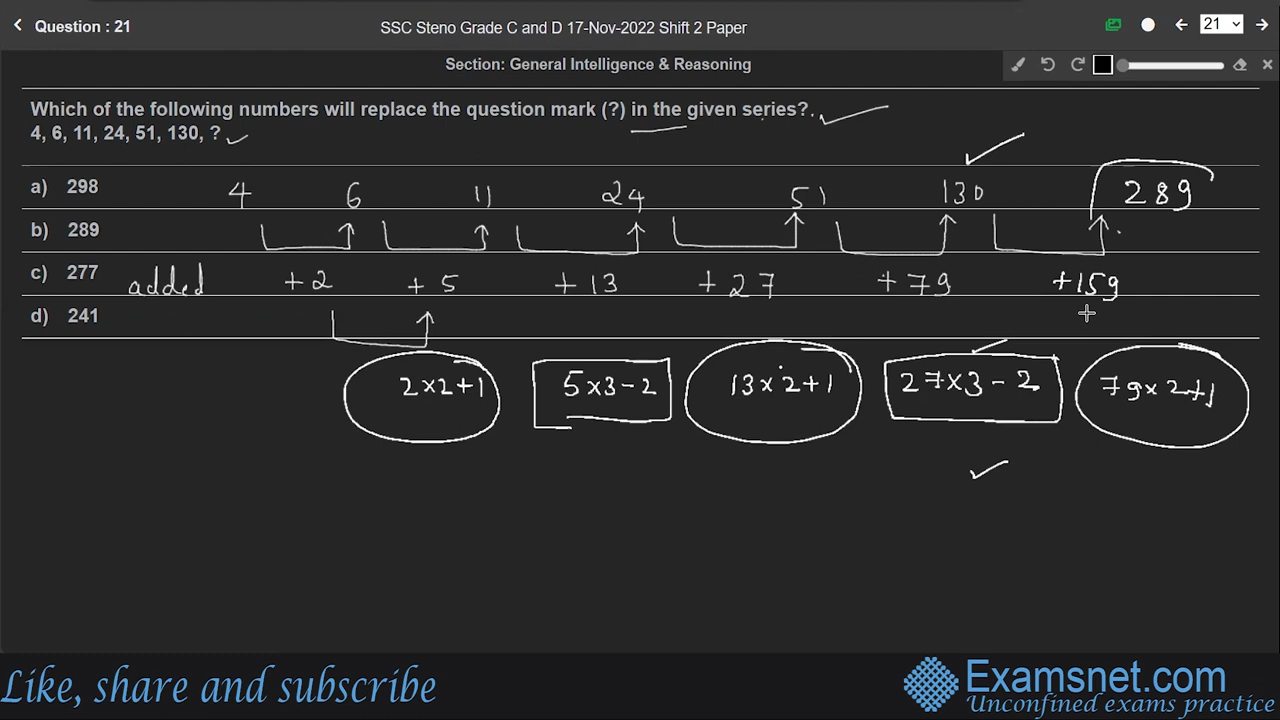 Question : 21
SSC Steno Grade C and D 17-Nov-2022 Shift 2 Paper
21
Section: General Intelligence & Reasoning
Which of the following numbers will replace the question mark (?) in the given series?.
4, 6, 11, 24, 51, 130, ?
a) 298
4 6 11 24 51 130 289
b) 289
c) 277
added +2 +5 +13 +27 +79 +159
d) 241
2×2+1 5×3-2 13×2+1 27×3-2 79×2+1
Like, share and subscribe
Examsnet.com
Unconfined exams practice